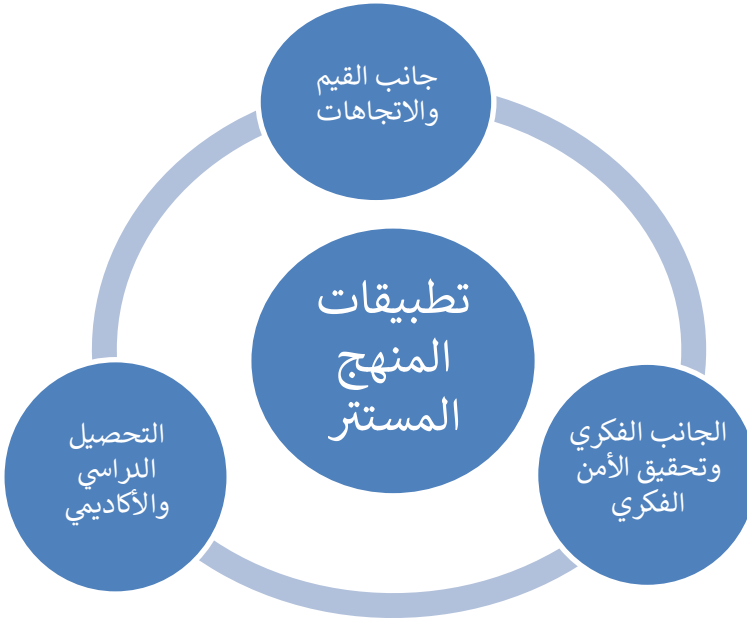 جانب القيم
والاتجاهات
تطبيقات
المنهج
المستتر
الجانب الفكري
وتحقيق الأمن
الفكري
التحصيل
الدراسي
والأكاديمي